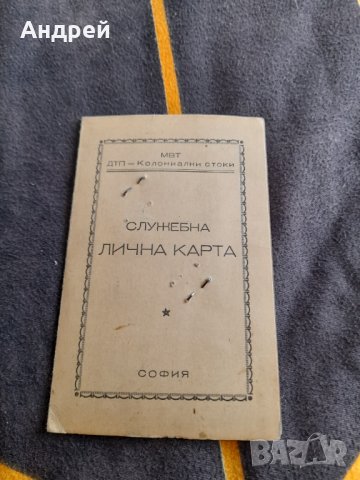 Андрей
МВТ
ДТП — Колониални стоки
СЛУЖЕБНА
ЛИЧНА КАРТА
СОФИЯ
BAZAR